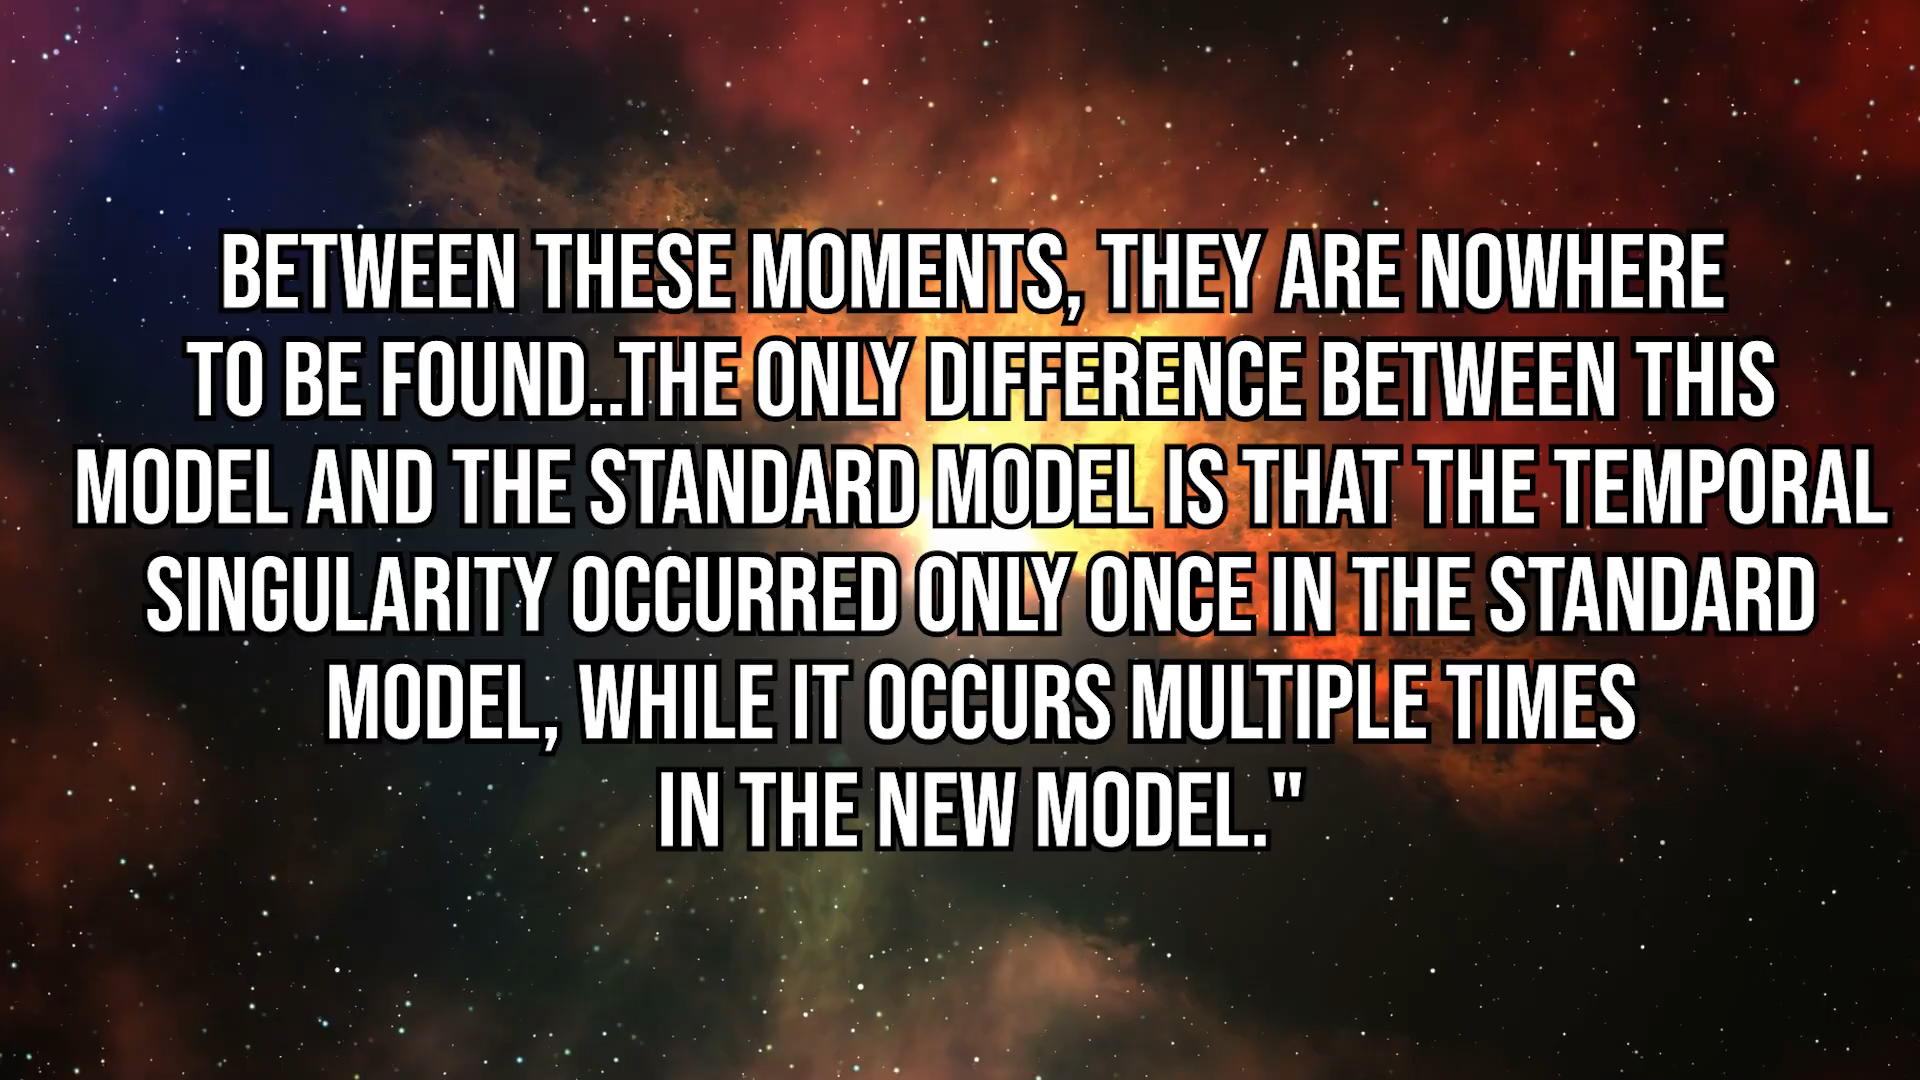 BETWEEN THESE MOMENTS, THEY ARE NOWHERE
TO BE FOUND..THE ONLY DIFFERENCE BETWEEN THIS
MODEL AND THE STANDARD MODEL IS THAT THE TEMPORAL
SINGULARITY OCCURRED ONLY ONCE IN THE STANDARD
MODEL, WHILE IT OCCURS MULTIPLE TIMES
IN THE NEW MODEL."